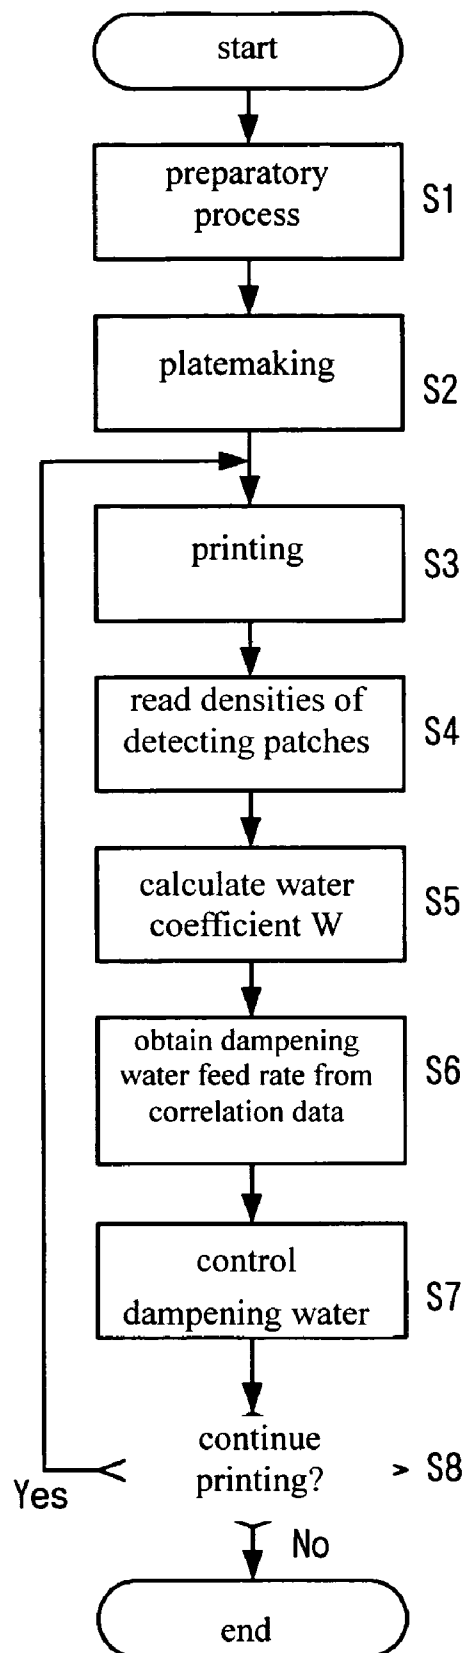 start
preparatory
process
S1
platemaking
S2
printing
S3
read densities of
detecting patches
S4
calculate water
coefficient W
S5
obtain dampening
water feed rate from
correlation data
S6
control
dampening water
S7
continue
printing?
S8
Yes
No
end